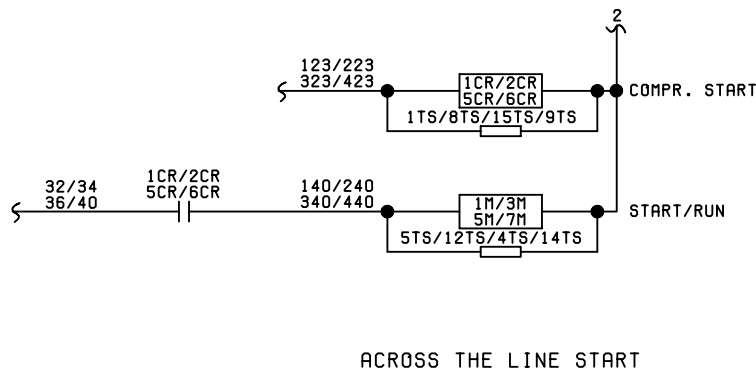 2
123/223
323/423
1CR/2CR
5CR/6CR
COMPR. START
1TS/8TS/15TS/9TS
32/34
36/40
1CR/2CR
5CR/6CR
140/240
340/440
1M/3M
5M/7M
START/RUN
5TS/12TS/4TS/14TS
ACROSS THE LINE START